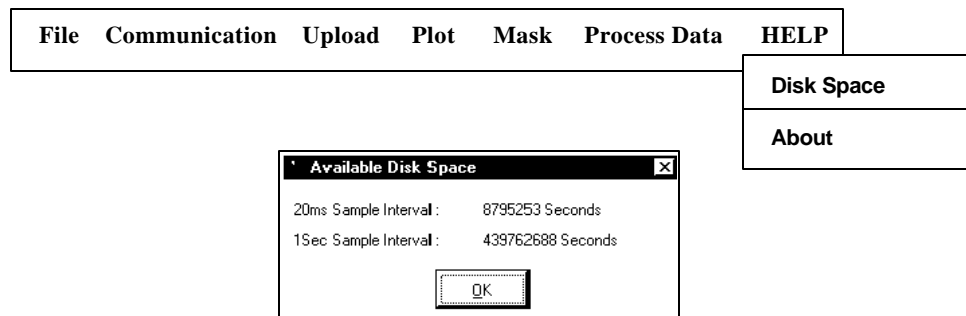 File Communication Upload Plot Mask Process Data HELP
Disk Space
About
Available Disk Space
20ms Sample Interval : 8795253 Seconds
1Sec Sample Interval : 439762688 Seconds
OK